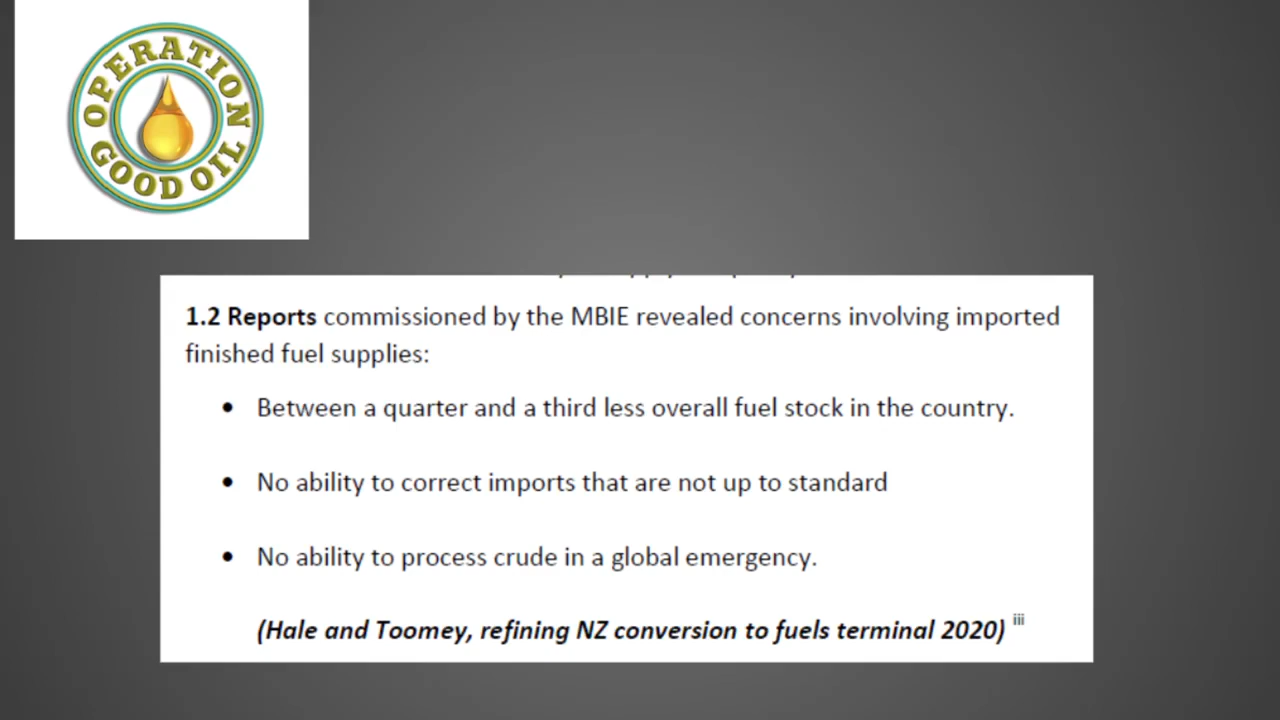 OPERATION
GOOD OIL
1.2 Reports commissioned by the MBIE revealed concerns involving imported
finished fuel supplies:
• Between a quarter and a third less overall fuel stock in the country.
• No ability to correct imports that are not up to standard
• No ability to process crude in a global emergency.
(Hale and Toomey, refining NZ conversion to fuels terminal 2020) iii